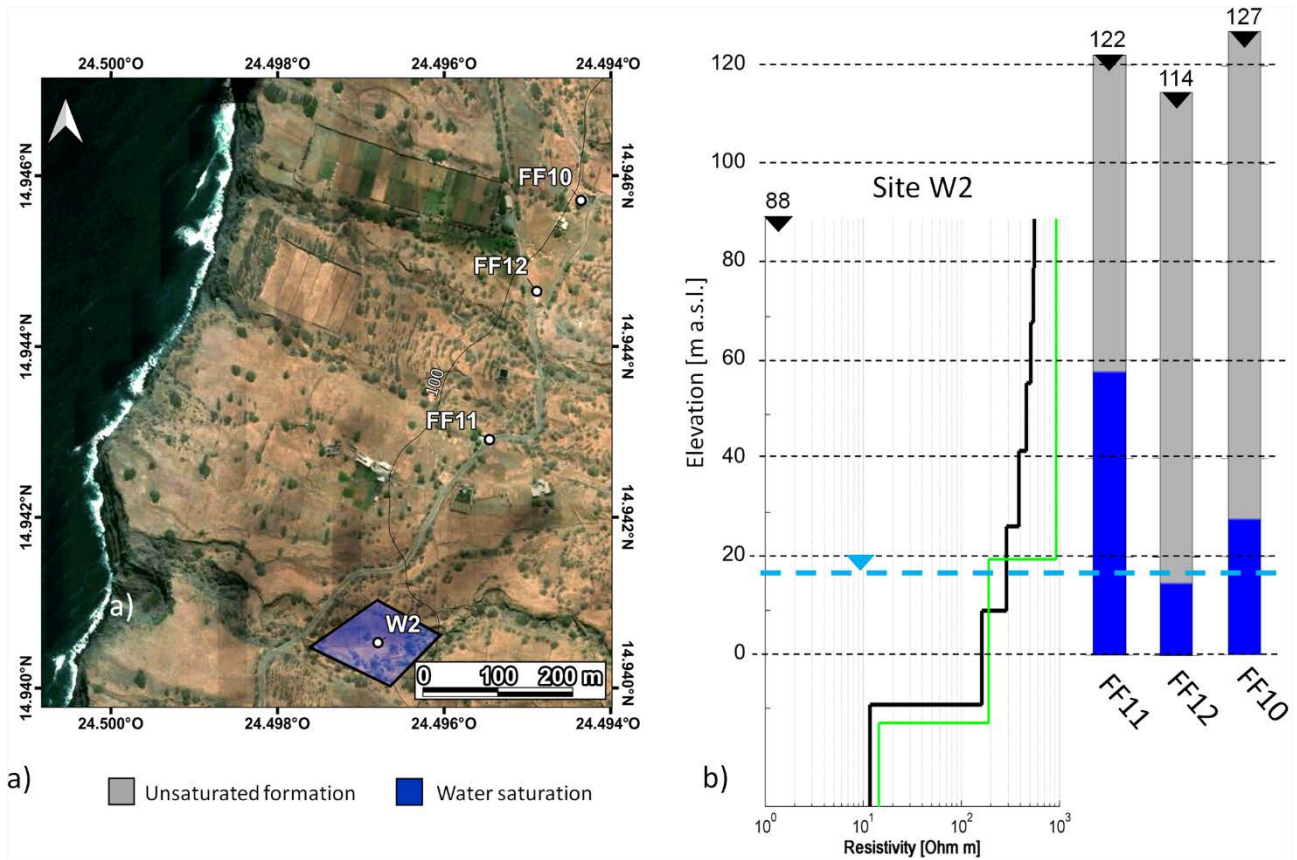 24.500°O 24.498°O 24.496°O 24.494°O
14.946°N 14.946°N
14.944°N 14.944°N
14.942°N 14.942°N
14.940°N 14.940°N
FF10
FF12
100
FF11
a)
W2
0 100 200 m
24.500°O 24.498°O 24.496°O 24.494°O
a)
Unsaturated formation Water saturation
Site W2
88
122
114
127
Elevation [m a.s.l.]
120
100
80
60
40
20
0
FF11 FF12 FF10
b)
10⁰ 10¹ 10² 10³
Resistivity [Ohm m]